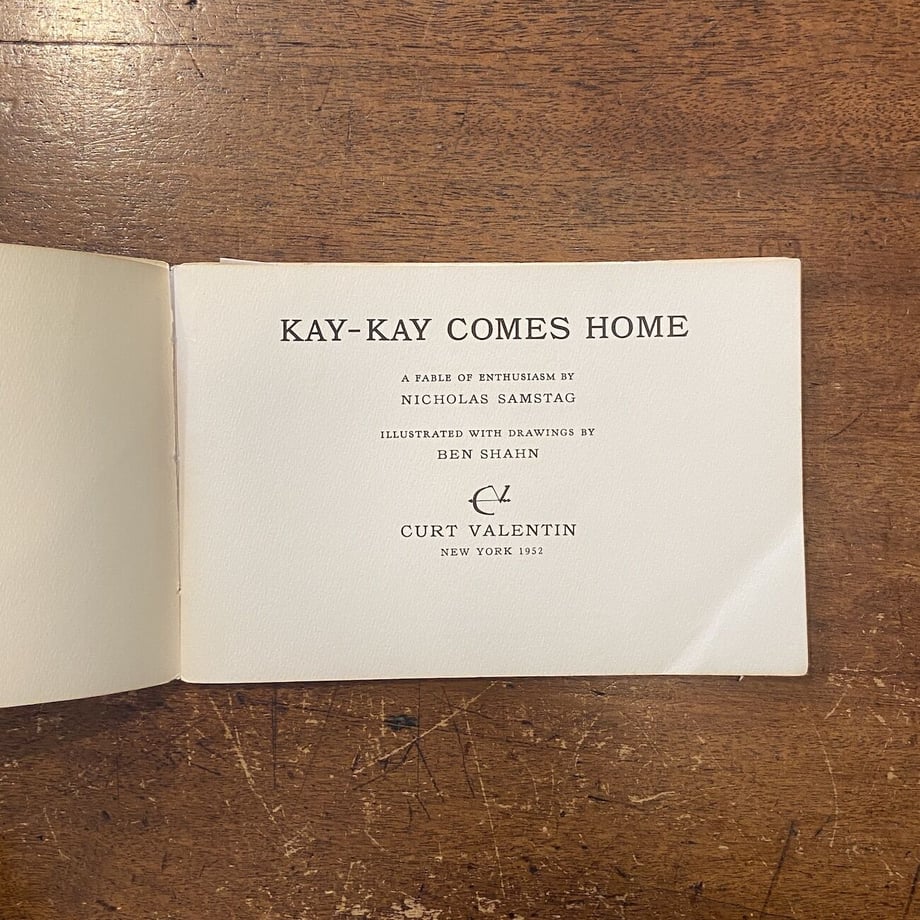 KAY-KAY COMES HOME
A FABLE OF ENTHUSIASM BY
NICHOLAS SAMSTAG
ILLUSTRATED WITH DRAWINGS BY
BEN SHAHN
CV
CURT VALENTIN
NEW YORK 1952